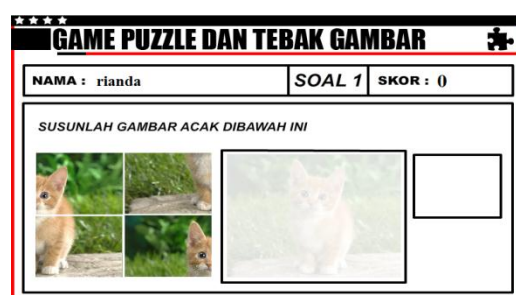 GAME PUZZLE DAN TEBAK GAMBAR
NAMA : rianda
SOAL 1
SKOR : 0
SUSUNLAH GAMBAR ACAK DIBAWAH INI